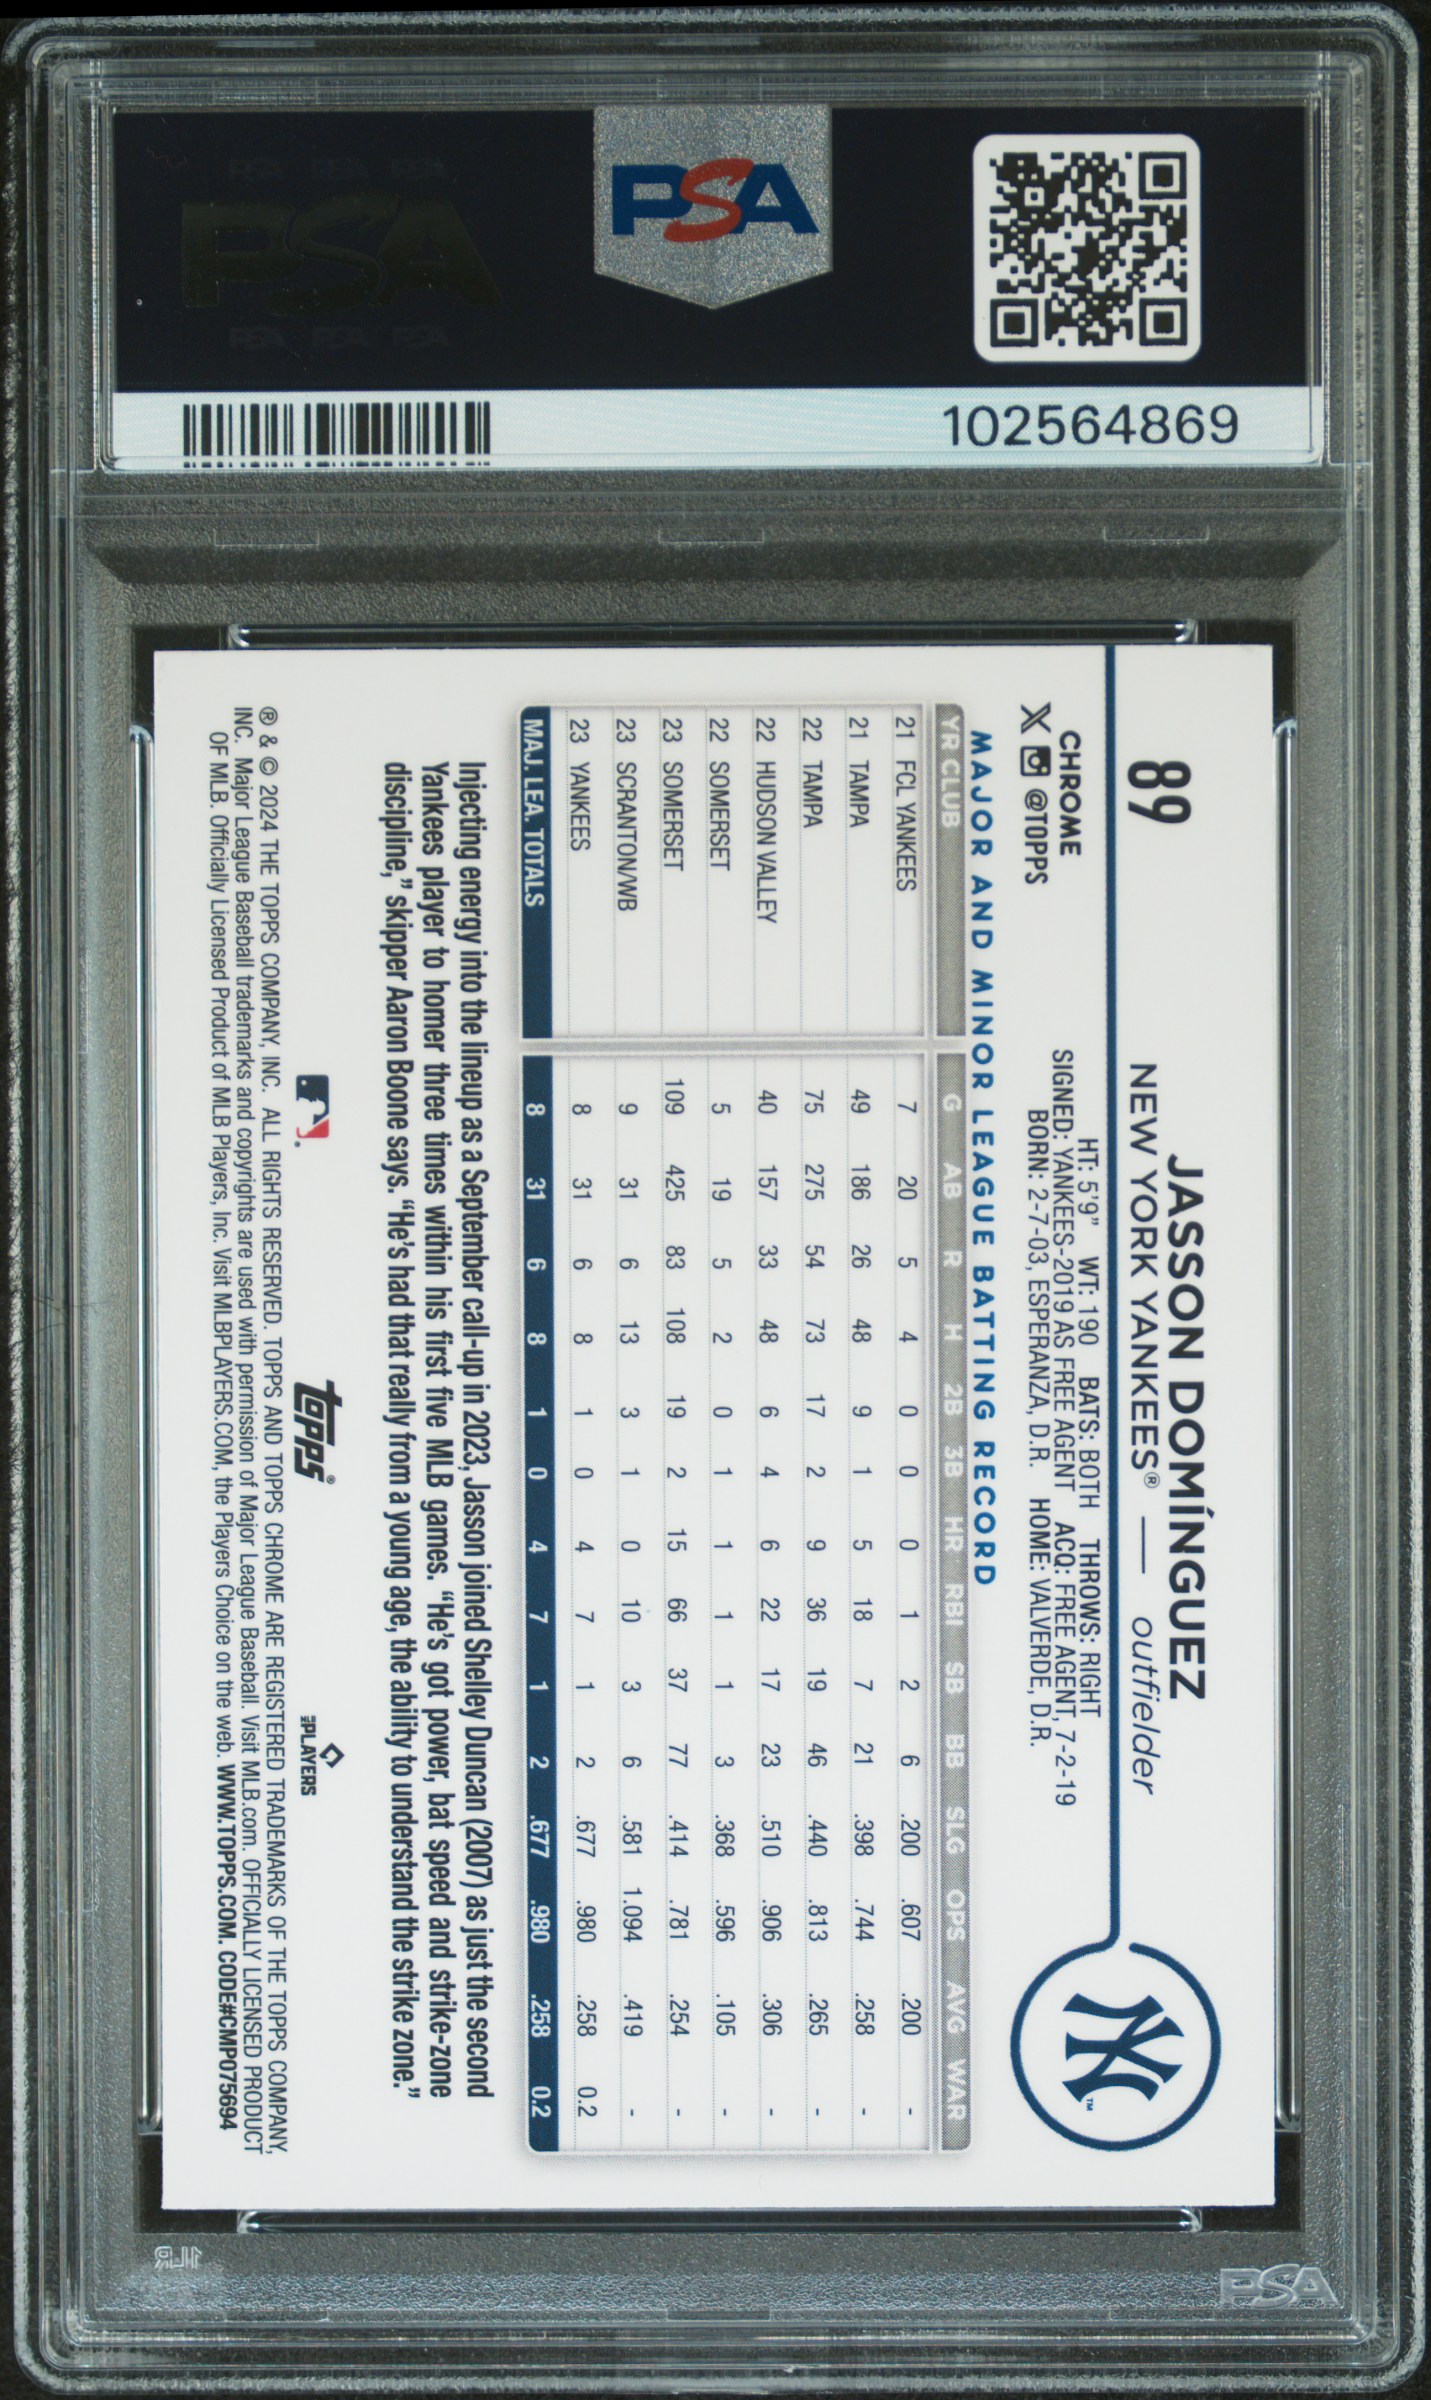 PSA
102564869
89
JASSON DOMÍNGUEZ
NEW YORK YANKEES® — outfielder
CHROME
X @TOPPS
HT: 5'9" WT: 190 BATS: BOTH THROWS: RIGHT
SIGNED: YANKEES-2019 AS FREE AGENT ACQ: FREE AGENT, 7-2-19
BORN: 2-7-03, ESPERANZA, D.R. HOME: VALVERDE, D.R.
NY™
MAJOR AND MINOR LEAGUE BATTING RECORD
YR CLUB G AB R H 2B 3B HR RBI SB BB SLG OPS AVG WAR
21 FCL YANKEES 7 20 5 4 0 0 0 1 2 6 .200 .607 .200 -
21 TAMPA 49 186 26 48 9 1 5 18 7 21 .398 .744 .258 -
22 TAMPA 75 275 54 73 17 2 9 36 19 46 .440 .813 .265 -
22 HUDSON VALLEY 40 157 33 48 6 4 6 22 17 23 .510 .906 .306 -
22 SOMERSET 5 19 5 2 0 1 1 1 1 3 .368 .596 .105 -
23 SOMERSET 109 425 83 108 19 2 15 66 37 77 .414 .781 .254 -
23 SCRANTON/WB 9 31 6 13 3 1 0 10 3 6 .581 1.094 .419 -
23 YANKEES 8 31 6 8 1 0 4 7 1 2 .677 .980 .258 0.2
MAJ. LEA. TOTALS 8 31 6 8 1 0 4 7 1 2 .677 .980 .258 0.2
Injecting energy into the lineup as a September call-up in 2023, Jasson joined Shelley Duncan (2007) as just the second
Yankees player to homer three times within his first five MLB games. "He's got power, bat speed and strike-zone
discipline," skipper Aaron Boone says. "He's had that really from a young age, the ability to understand the strike zone."
topps®
PLAYERS
® & © 2024 THE TOPPS COMPANY, INC. ALL RIGHTS RESERVED. TOPPS AND TOPPS CHROME ARE REGISTERED TRADEMARKS OF THE TOPPS COMPANY,
INC. Major League Baseball trademarks and copyrights are used with permission of Major League Baseball. Visit MLB.com. OFFICIALLY LICENSED PRODUCT
OF MLB. Officially Licensed Product of MLB Players, Inc. Visit MLBPLAYERS.COM, the Players Choice on the web. WWW.TOPPS.COM. CODE#CMP075694
PSA